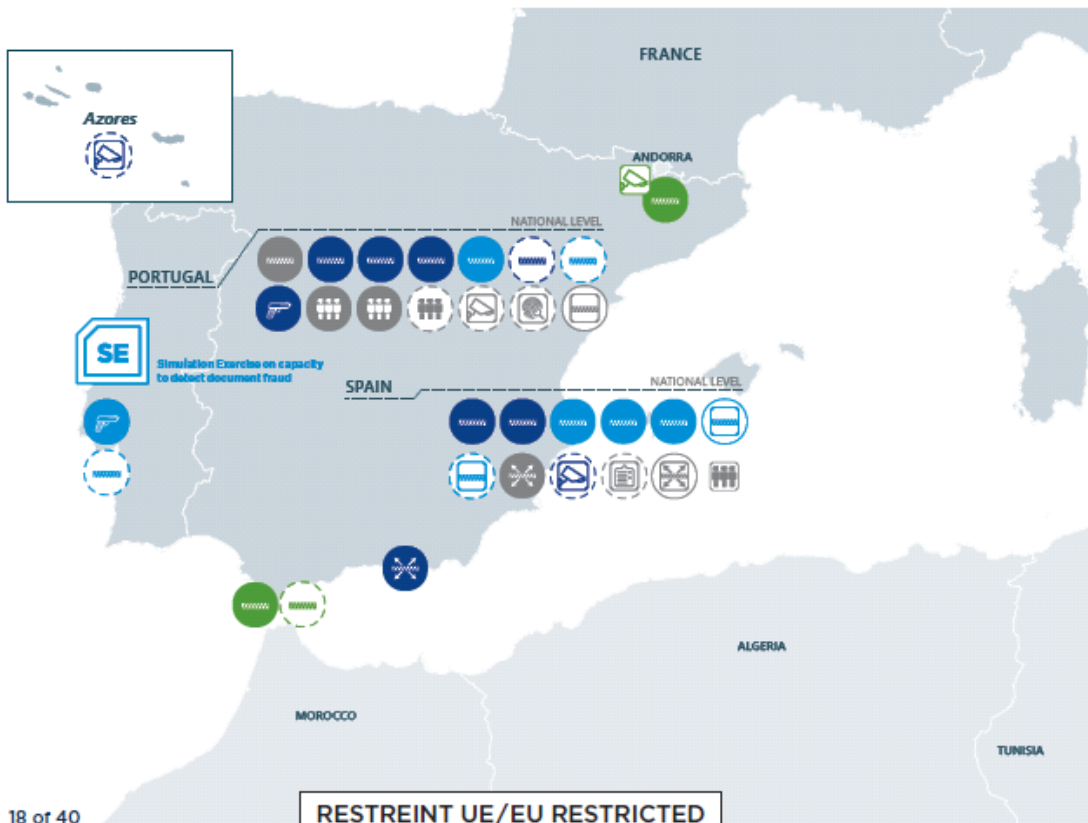 FRANCE
Azores
ANDORRA
NATIONAL LEVEL
PORTUGAL
SE
Simulation Exercise on capacity
to detect document fraud
SPAIN
NATIONAL LEVEL
ALGERIA
MOROCCO
TUNISIA
18 of 40
RESTREINT UE/EU RESTRICTED